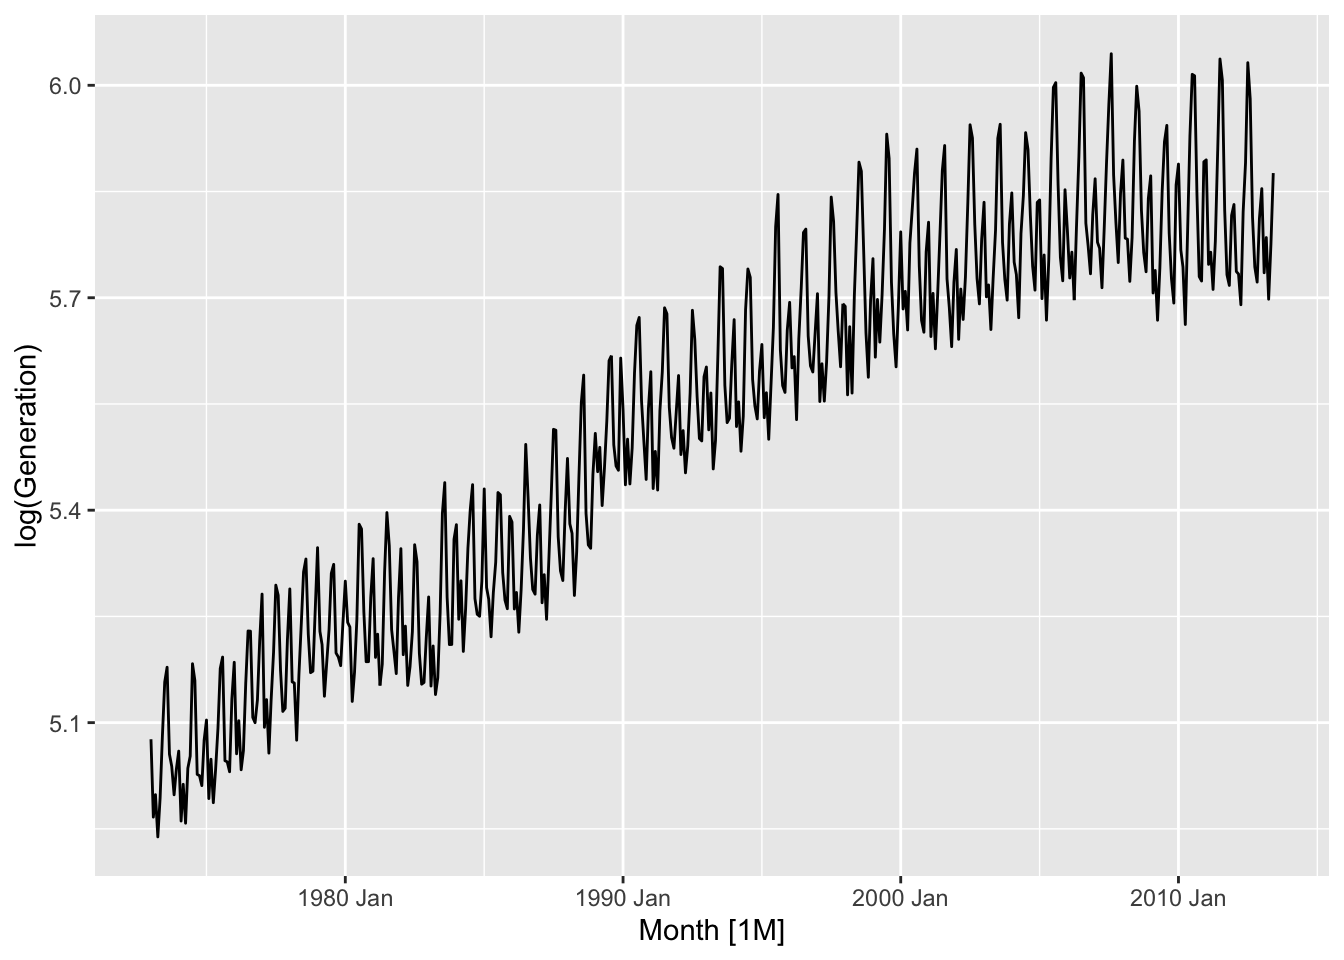 log(Generation)
6.0
5.7
5.4
5.1
1980 Jan
1990 Jan
2000 Jan
2010 Jan
Month [1M]